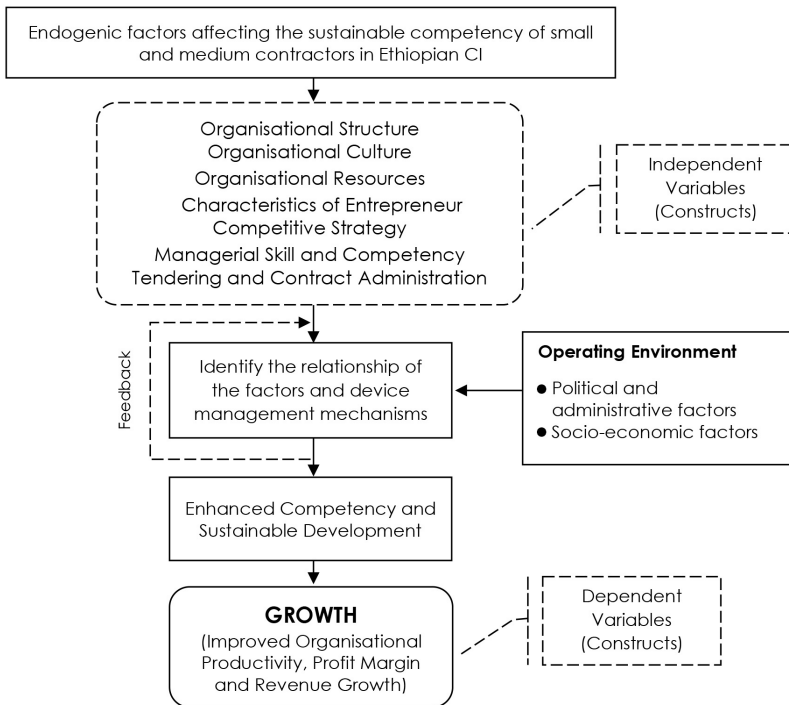 Endogenic factors affecting the sustainable competency of small
and medium contractors in Ethiopian CI
Organisational Structure
Organisational Culture
Organisational Resources
Characteristics of Entrepreneur
Competitive Strategy
Managerial Skill and Competency
Tendering and Contract Administration
Independent
Variables
(Constructs)
Feedback
Identify the relationship of
the factors and device
management mechanisms
Operating Environment
● Political and
administrative factors
● Socio-economic factors
Enhanced Competency and
Sustainable Development
GROWTH
(Improved Organisational
Productivity, Profit Margin
and Revenue Growth)
Dependent
Variables
(Constructs)